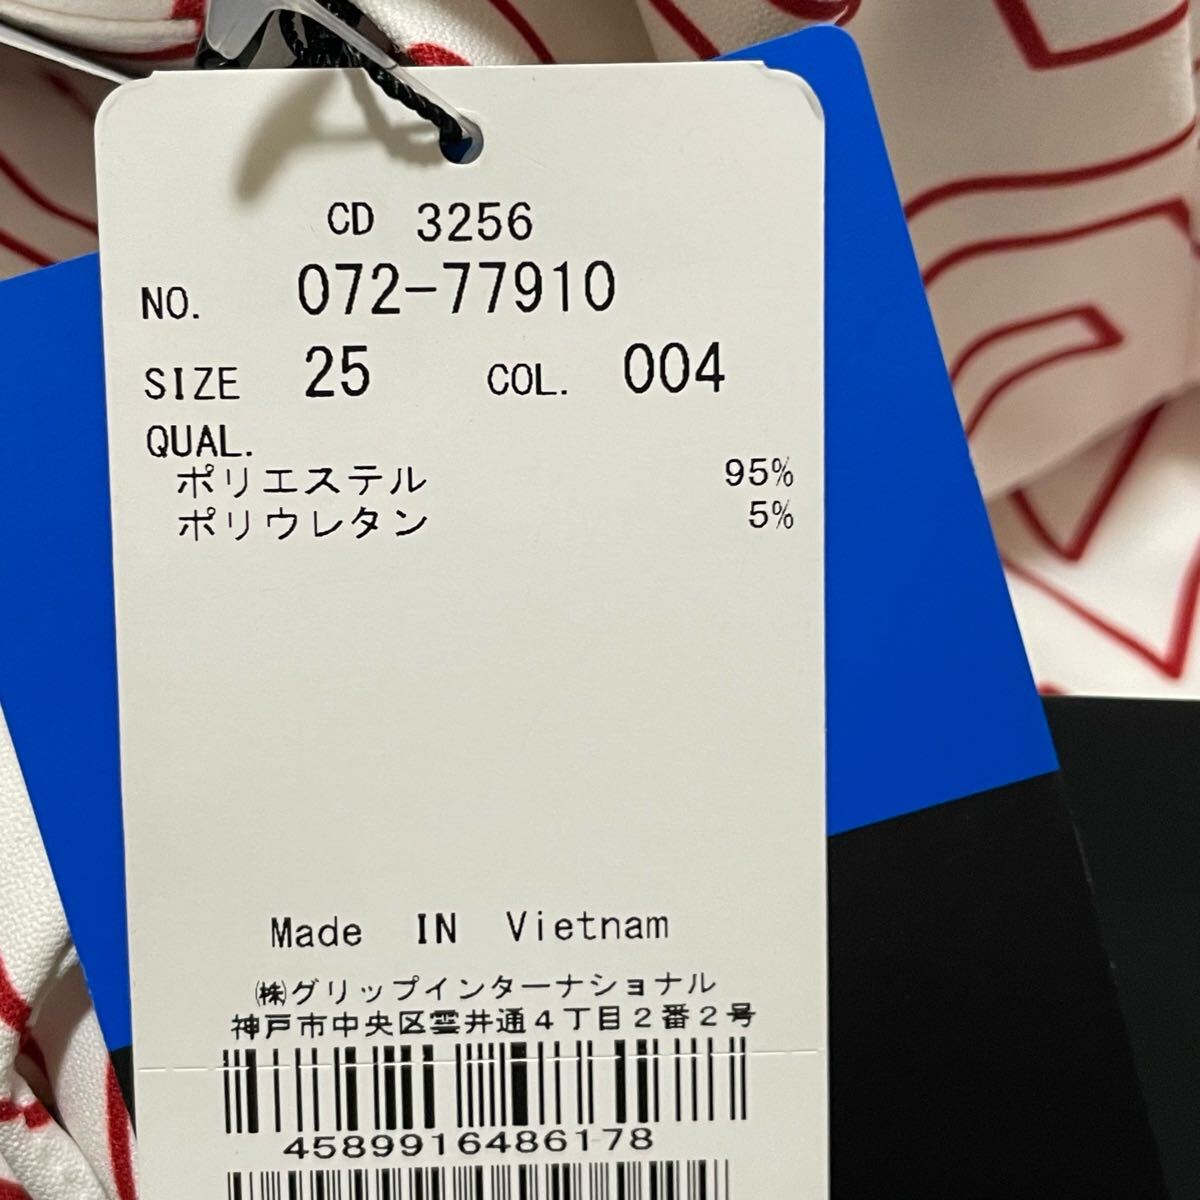 CD 3256
NO. 072-77910
SIZE 25 COL. 004
QUAL.
ポリエステル 95%
ポリウレタン 5%
Made IN Vietnam
㈱グリップインターナショナル
神戸市中央区雲井通4丁目2番2号
4589916486178